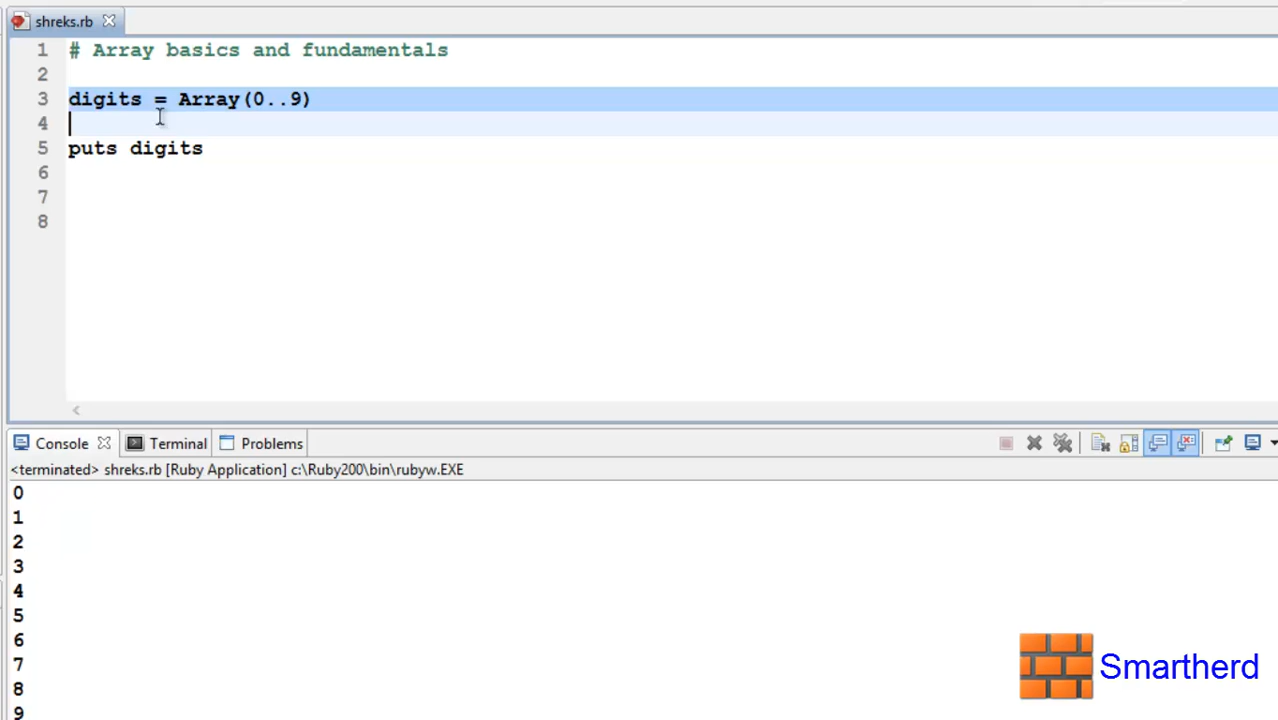 shreks.rb
1 # Array basics and fundamentals
2
3 digits = Array(0..9)
4
5 puts digits
6
7
8
Console Terminal Problems
<terminated> shreks.rb [Ruby Application] c:\Ruby200\bin\rubyw.EXE
0
1
2
3
4
5
6
7
8
9
Smartherd